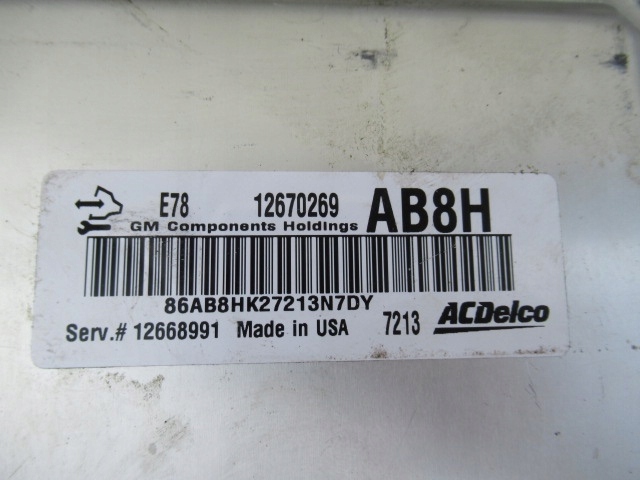 E78 12670269 AB8H
GM Components Holdings
86AB8HK27213N7DY
Serv.# 12668991 Made in USA 7213 ACDelco